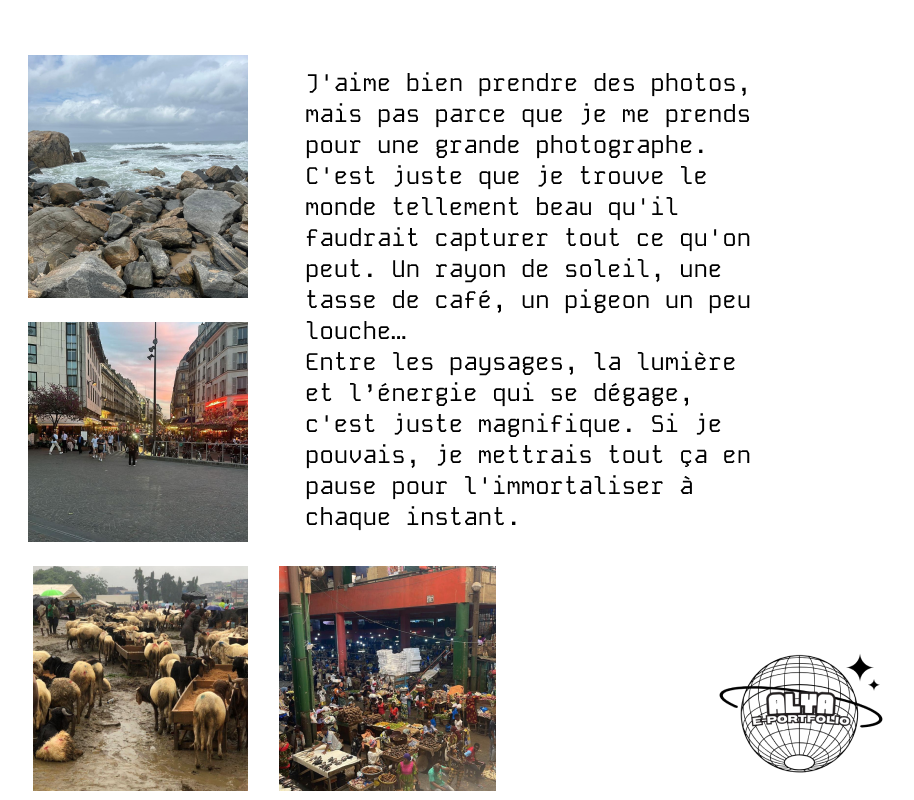 J'aime bien prendre des photos,
mais pas parce que je me prends
pour une grande photographe.
C'est juste que je trouve le
monde tellement beau qu'il
faudrait capturer tout ce qu'on
peut. Un rayon de soleil, une
tasse de café, un pigeon un peu
louche…
Entre les paysages, la lumière
et l’énergie qui se dégage,
c'est juste magnifique. Si je
pouvais, je mettrais tout ça en
pause pour l'immortaliser à
chaque instant.
ALYA
E-PORTFOLIO